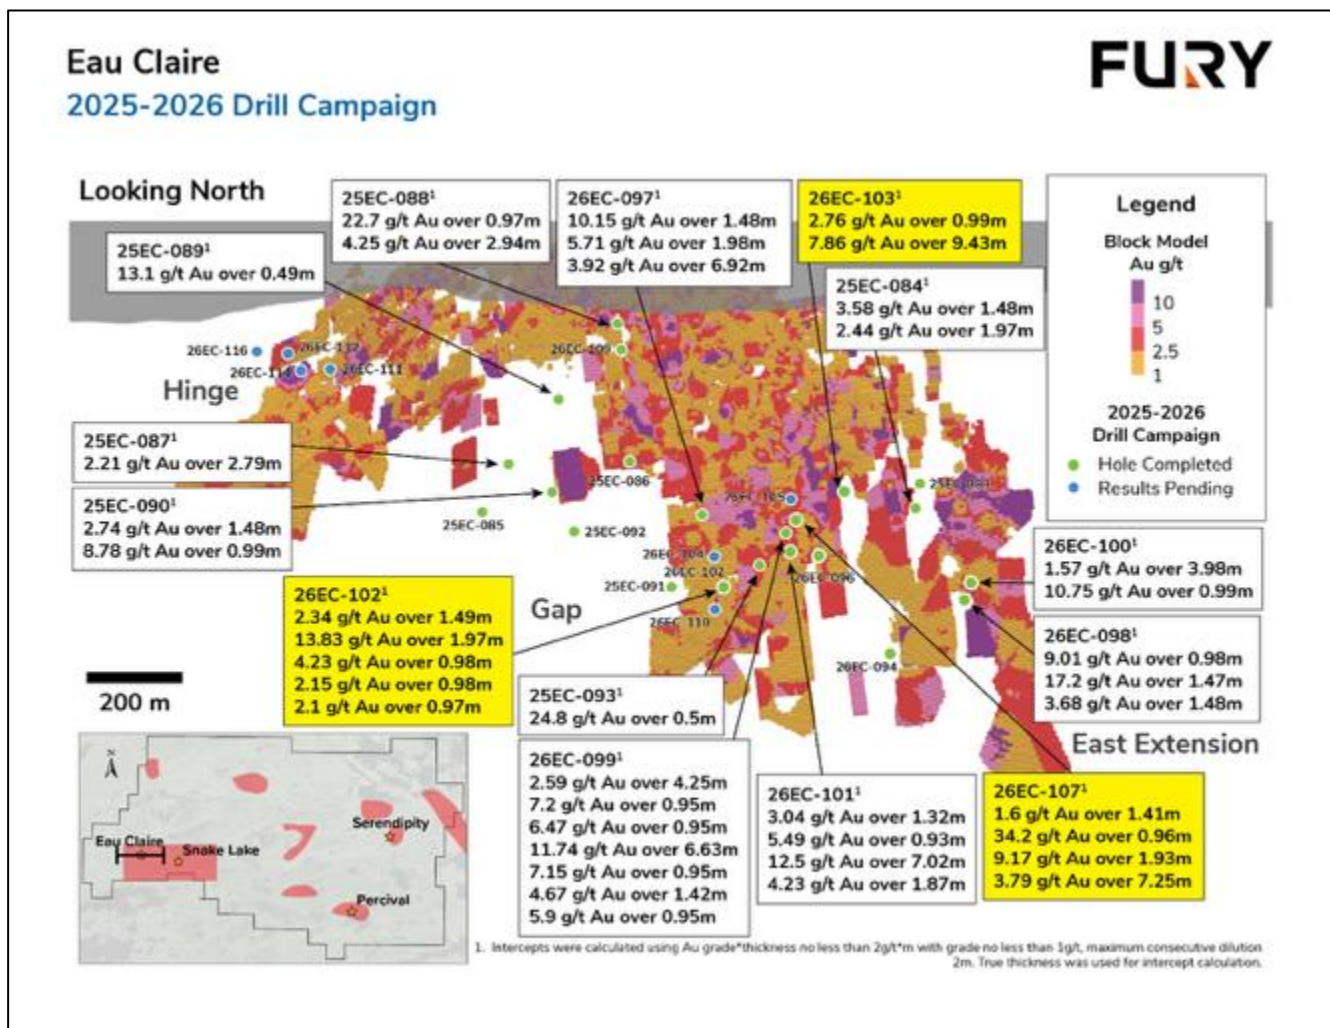 Eau Claire
2025-2026 Drill Campaign
FURY
Looking North
25EC-089¹
13.1 g/t Au over 0.49m
25EC-088¹
22.7 g/t Au over 0.97m
4.25 g/t Au over 2.94m
26EC-097¹
10.15 g/t Au over 1.48m
5.71 g/t Au over 1.98m
3.92 g/t Au over 6.92m
26EC-103¹
2.76 g/t Au over 0.99m
7.86 g/t Au over 9.43m
25EC-084¹
3.58 g/t Au over 1.48m
2.44 g/t Au over 1.97m
Legend
Block Model
Au g/t
10
5
2.5
1
2025-2026
Drill Campaign
Hole Completed
Results Pending
26EC-116
26EC-111
Hinge
25EC-087¹
2.21 g/t Au over 2.79m
25EC-090¹
2.74 g/t Au over 1.48m
8.78 g/t Au over 0.99m
25EC-086
25EC-085
25EC-092
26EC-104
26EC-102
25EC-091
26EC-110
26EC-096
26EC-094
Gap
26EC-102¹
2.34 g/t Au over 1.49m
13.83 g/t Au over 1.97m
4.23 g/t Au over 0.98m
2.15 g/t Au over 0.98m
2.1 g/t Au over 0.97m
26EC-100¹
1.57 g/t Au over 3.98m
10.75 g/t Au over 0.99m
26EC-098¹
9.01 g/t Au over 0.98m
17.2 g/t Au over 1.47m
3.68 g/t Au over 1.48m
East Extension
200 m
25EC-093¹
24.8 g/t Au over 0.5m
26EC-099¹
2.59 g/t Au over 4.25m
7.2 g/t Au over 0.95m
6.47 g/t Au over 0.95m
11.74 g/t Au over 6.63m
7.15 g/t Au over 0.95m
4.67 g/t Au over 1.42m
5.9 g/t Au over 0.95m
26EC-101¹
3.04 g/t Au over 1.32m
5.49 g/t Au over 0.93m
12.5 g/t Au over 7.02m
4.23 g/t Au over 1.87m
26EC-107¹
1.6 g/t Au over 1.41m
34.2 g/t Au over 0.96m
9.17 g/t Au over 1.93m
3.79 g/t Au over 7.25m
N
Eau Claire
Snake Lake
Serendipity
Percival
1. Intercepts were calculated using Au grade*thickness no less than 2g/t*m with grade no less than 1g/t, maximum consecutive dilution
2m. True thickness was used for intercept calculation.